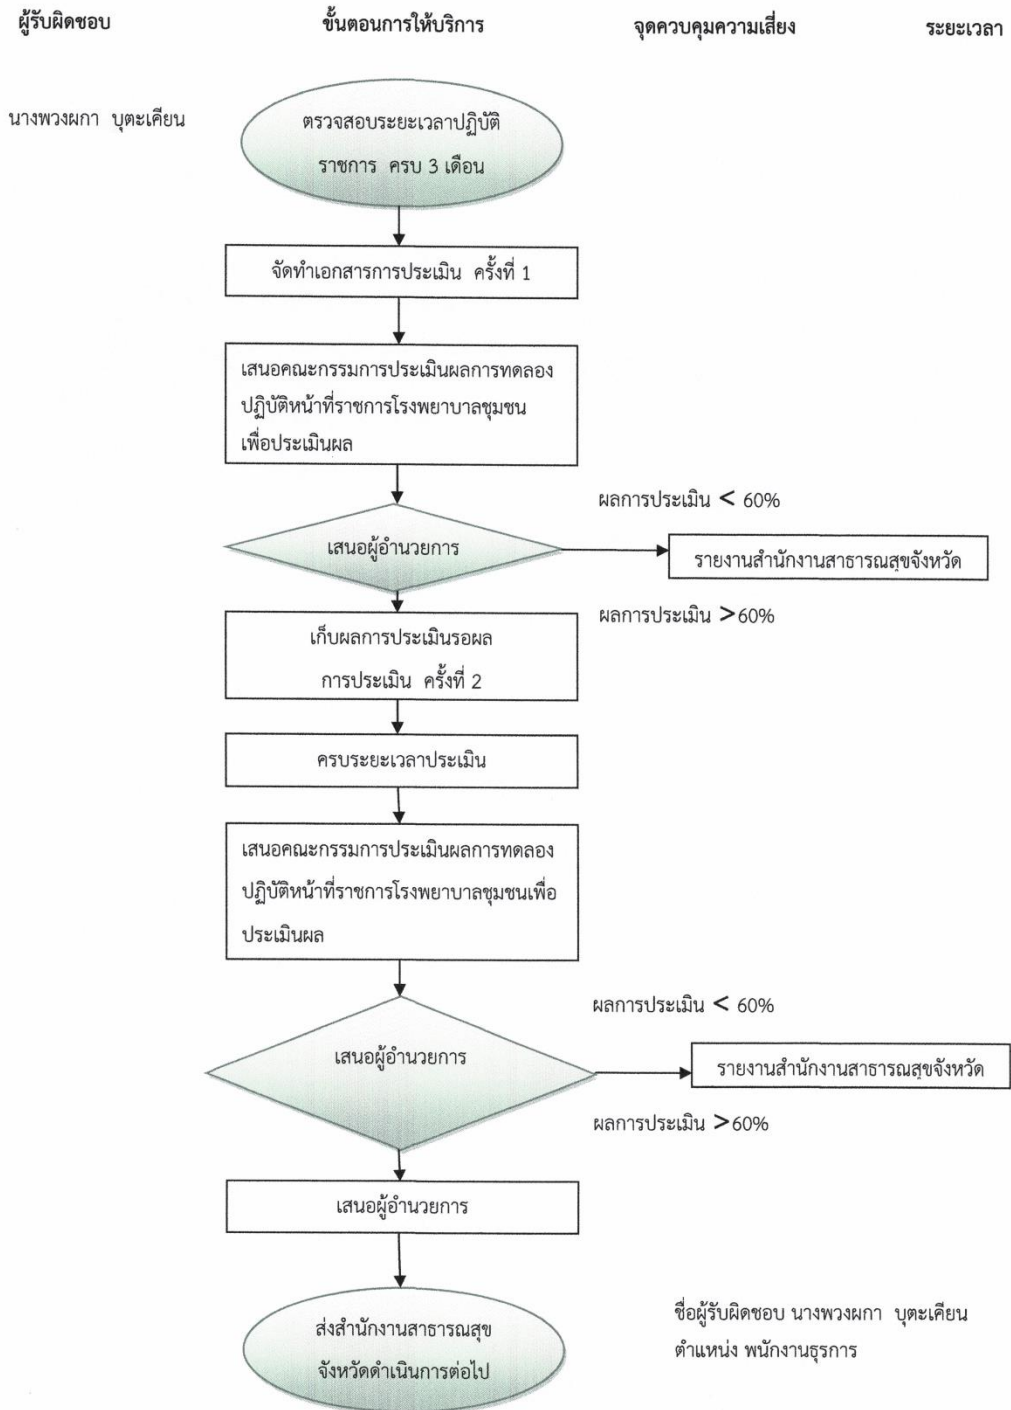 ผู้รับผิดชอบ ขั้นตอนการให้บริการ จุดควบคุมความเสี่ยง ระยะเวลา
นางพวงผกา บุตะเคียน
ตรวจสอบระยะเวลาปฏิบัติ
ราชการ ครบ 3 เดือน
จัดทำเอกสารการประเมิน ครั้งที่ 1
เสนอคณะกรรมการประเมินผลการทดลอง
ปฏิบัติหน้าที่ราชการโรงพยาบาลชุมชน
เพื่อประเมินผล
ผลการประเมิน < 60%
เสนอผู้อำนวยการ
รายงานสำนักงานสาธารณสุขจังหวัด
ผลการประเมิน >60%
เก็บผลการประเมินรอผล
การประเมิน ครั้งที่ 2
ครบระยะเวลาประเมิน
เสนอคณะกรรมการประเมินผลการทดลอง
ปฏิบัติหน้าที่ราชการโรงพยาบาลชุมชนเพื่อ
ประเมินผล
ผลการประเมิน < 60%
เสนอผู้อำนวยการ
รายงานสำนักงานสาธารณสุขจังหวัด
ผลการประเมิน >60%
เสนอผู้อำนวยการ
ส่งสำนักงานสาธารณสุข
จังหวัดดำเนินการต่อไป
ชื่อผู้รับผิดชอบ นางพวงผกา บุตะเคียน
ตำแหน่ง พนักงานธุรการ